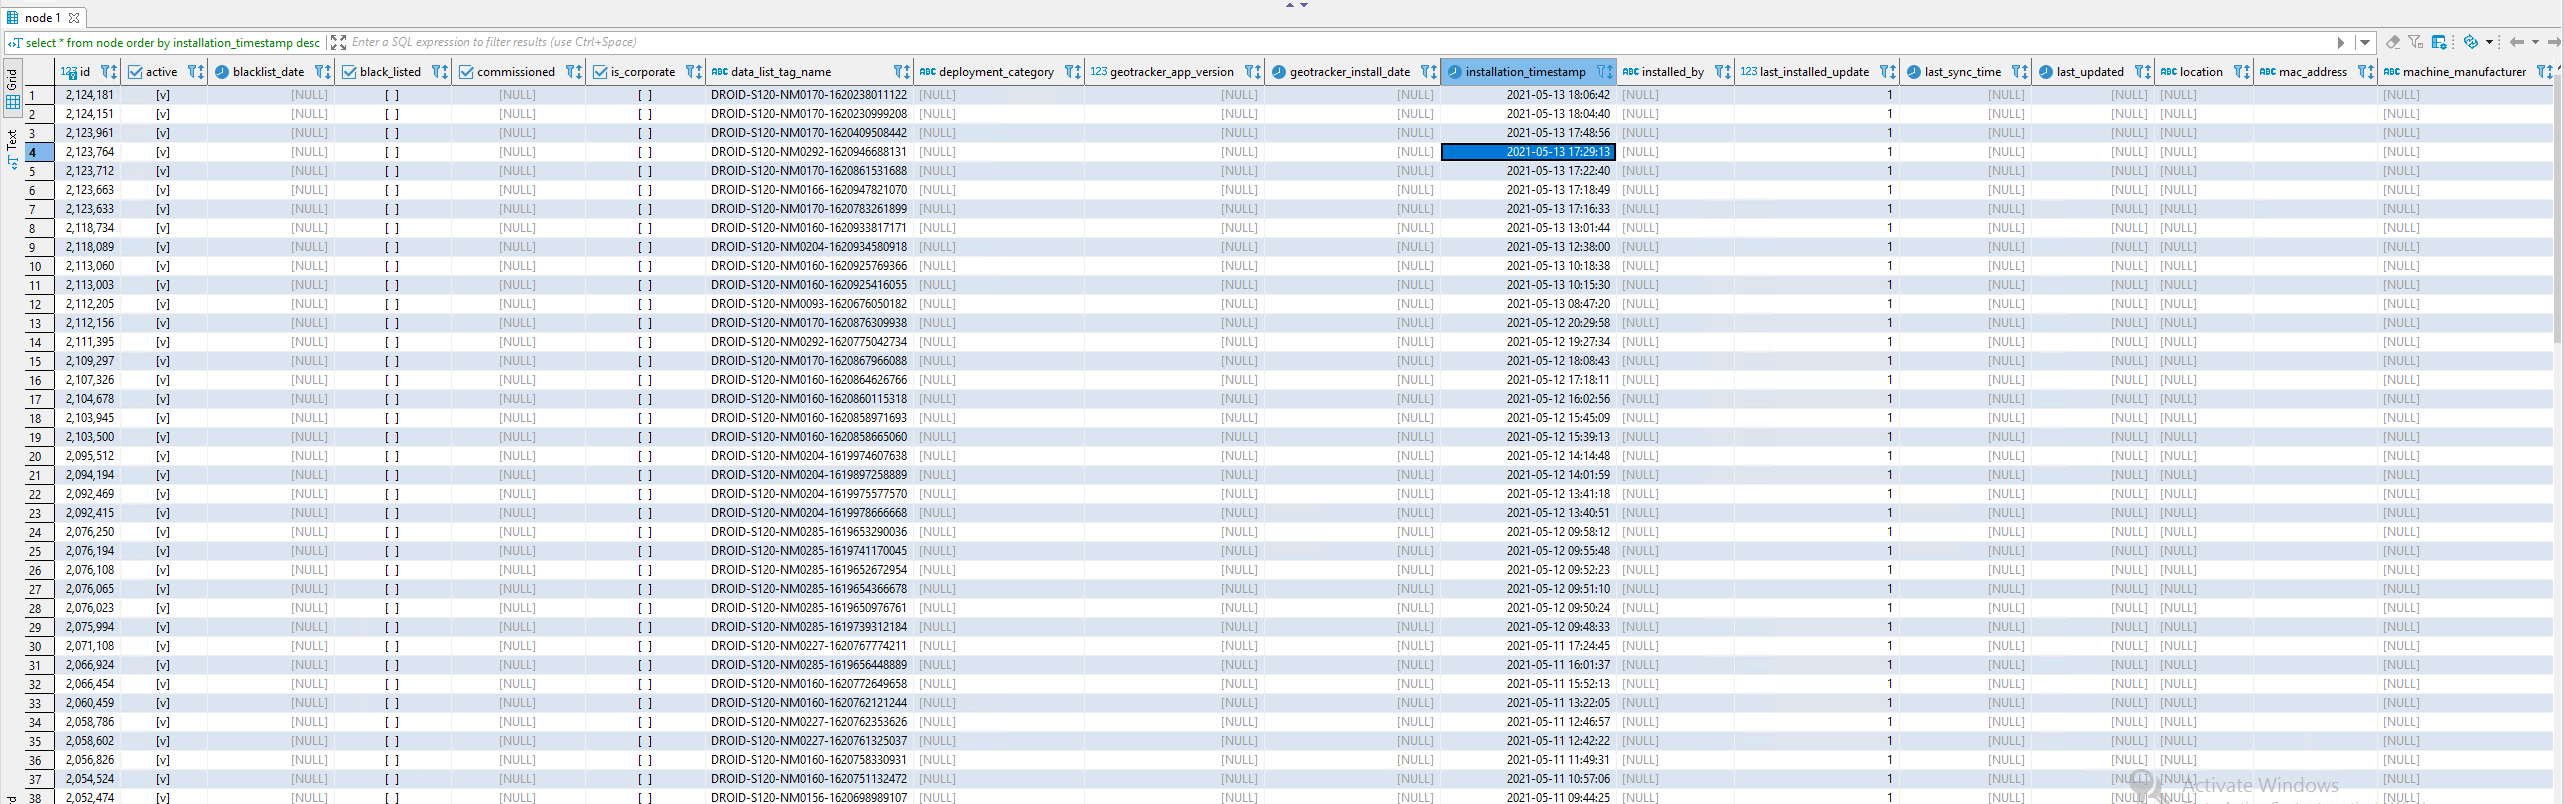 node 1
select * from node order by installation_timestamp desc Enter a SQL expression to filter results (use Ctrl+Space)
Grid
Text
123 id active blacklist_date black_listed commissioned is_corporate ABC data_list_tag_name ABC deployment_category 123 geotracker_app_version geotracker_install_date installation_timestamp ABC installed_by 123 last_installed_update last_sync_time last_updated ABC location ABC mac_address ABC machine_manufacturer
1 2,124,181 [v] [NULL] [ ] [NULL] [ ] DROID-S120-NM0170-1620238011122 [NULL] [NULL] [NULL] 2021-05-13 18:06:42 [NULL] 1 [NULL] [NULL] [NULL] [NULL] [NULL]
2 2,124,151 [v] [NULL] [ ] [NULL] [ ] DROID-S120-NM0170-1620230999208 [NULL] [NULL] [NULL] 2021-05-13 18:04:40 [NULL] 1 [NULL] [NULL] [NULL] [NULL] [NULL]
3 2,123,961 [v] [NULL] [ ] [NULL] [ ] DROID-S120-NM0170-1620409508442 [NULL] [NULL] [NULL] 2021-05-13 17:48:56 [NULL] 1 [NULL] [NULL] [NULL] [NULL] [NULL]
4 2,123,764 [v] [NULL] [ ] [NULL] [ ] DROID-S120-NM0292-1620946688131 [NULL] [NULL] [NULL] 2021-05-13 17:29:13 [NULL] 1 [NULL] [NULL] [NULL] [NULL] [NULL]
5 2,123,712 [v] [NULL] [ ] [NULL] [ ] DROID-S120-NM0170-1620861531688 [NULL] [NULL] [NULL] 2021-05-13 17:22:40 [NULL] 1 [NULL] [NULL] [NULL] [NULL] [NULL]
6 2,123,663 [v] [NULL] [ ] [NULL] [ ] DROID-S120-NM0166-1620947821070 [NULL] [NULL] [NULL] 2021-05-13 17:18:49 [NULL] 1 [NULL] [NULL] [NULL] [NULL] [NULL]
7 2,123,633 [v] [NULL] [ ] [NULL] [ ] DROID-S120-NM0170-1620783261899 [NULL] [NULL] [NULL] 2021-05-13 17:16:33 [NULL] 1 [NULL] [NULL] [NULL] [NULL] [NULL]
8 2,118,734 [v] [NULL] [ ] [NULL] [ ] DROID-S120-NM0160-1620933817171 [NULL] [NULL] [NULL] 2021-05-13 13:01:44 [NULL] 1 [NULL] [NULL] [NULL] [NULL] [NULL]
9 2,118,089 [v] [NULL] [ ] [NULL] [ ] DROID-S120-NM0204-1620934580918 [NULL] [NULL] [NULL] 2021-05-13 12:38:00 [NULL] 1 [NULL] [NULL] [NULL] [NULL] [NULL]
10 2,113,060 [v] [NULL] [ ] [NULL] [ ] DROID-S120-NM0160-1620925769366 [NULL] [NULL] [NULL] 2021-05-13 10:18:38 [NULL] 1 [NULL] [NULL] [NULL] [NULL] [NULL]
11 2,113,003 [v] [NULL] [ ] [NULL] [ ] DROID-S120-NM0160-1620925416055 [NULL] [NULL] [NULL] 2021-05-13 10:15:30 [NULL] 1 [NULL] [NULL] [NULL] [NULL] [NULL]
12 2,112,205 [v] [NULL] [ ] [NULL] [ ] DROID-S120-NM0093-1620676050182 [NULL] [NULL] [NULL] 2021-05-13 08:47:20 [NULL] 1 [NULL] [NULL] [NULL] [NULL] [NULL]
13 2,112,156 [v] [NULL] [ ] [NULL] [ ] DROID-S120-NM0170-1620876309938 [NULL] [NULL] [NULL] 2021-05-12 20:29:58 [NULL] 1 [NULL] [NULL] [NULL] [NULL] [NULL]
14 2,111,395 [v] [NULL] [ ] [NULL] [ ] DROID-S120-NM0292-1620775042734 [NULL] [NULL] [NULL] 2021-05-12 19:27:34 [NULL] 1 [NULL] [NULL] [NULL] [NULL] [NULL]
15 2,109,297 [v] [NULL] [ ] [NULL] [ ] DROID-S120-NM0170-1620867966088 [NULL] [NULL] [NULL] 2021-05-12 18:08:43 [NULL] 1 [NULL] [NULL] [NULL] [NULL] [NULL]
16 2,107,326 [v] [NULL] [ ] [NULL] [ ] DROID-S120-NM0160-1620864626766 [NULL] [NULL] [NULL] 2021-05-12 17:18:11 [NULL] 1 [NULL] [NULL] [NULL] [NULL] [NULL]
17 2,104,678 [v] [NULL] [ ] [NULL] [ ] DROID-S120-NM0160-1620860115318 [NULL] [NULL] [NULL] 2021-05-12 16:02:56 [NULL] 1 [NULL] [NULL] [NULL] [NULL] [NULL]
18 2,103,945 [v] [NULL] [ ] [NULL] [ ] DROID-S120-NM0160-1620858971693 [NULL] [NULL] [NULL] 2021-05-12 15:45:09 [NULL] 1 [NULL] [NULL] [NULL] [NULL] [NULL]
19 2,103,500 [v] [NULL] [ ] [NULL] [ ] DROID-S120-NM0160-1620858665060 [NULL] [NULL] [NULL] 2021-05-12 15:39:13 [NULL] 1 [NULL] [NULL] [NULL] [NULL] [NULL]
20 2,095,512 [v] [NULL] [ ] [NULL] [ ] DROID-S120-NM0204-1619974607638 [NULL] [NULL] [NULL] 2021-05-12 14:14:48 [NULL] 1 [NULL] [NULL] [NULL] [NULL] [NULL]
21 2,094,194 [v] [NULL] [ ] [NULL] [ ] DROID-S120-NM0204-1619897258889 [NULL] [NULL] [NULL] 2021-05-12 14:01:59 [NULL] 1 [NULL] [NULL] [NULL] [NULL] [NULL]
22 2,092,469 [v] [NULL] [ ] [NULL] [ ] DROID-S120-NM0204-1619975577570 [NULL] [NULL] [NULL] 2021-05-12 13:41:18 [NULL] 1 [NULL] [NULL] [NULL] [NULL] [NULL]
23 2,092,415 [v] [NULL] [ ] [NULL] [ ] DROID-S120-NM0204-1619978666668 [NULL] [NULL] [NULL] 2021-05-12 13:40:51 [NULL] 1 [NULL] [NULL] [NULL] [NULL] [NULL]
24 2,076,250 [v] [NULL] [ ] [NULL] [ ] DROID-S120-NM0285-1619653290036 [NULL] [NULL] [NULL] 2021-05-12 09:58:12 [NULL] 1 [NULL] [NULL] [NULL] [NULL] [NULL]
25 2,076,194 [v] [NULL] [ ] [NULL] [ ] DROID-S120-NM0285-1619741170045 [NULL] [NULL] [NULL] 2021-05-12 09:55:48 [NULL] 1 [NULL] [NULL] [NULL] [NULL] [NULL]
26 2,076,108 [v] [NULL] [ ] [NULL] [ ] DROID-S120-NM0285-1619652672954 [NULL] [NULL] [NULL] 2021-05-12 09:52:23 [NULL] 1 [NULL] [NULL] [NULL] [NULL] [NULL]
27 2,076,065 [v] [NULL] [ ] [NULL] [ ] DROID-S120-NM0285-1619654366678 [NULL] [NULL] [NULL] 2021-05-12 09:51:10 [NULL] 1 [NULL] [NULL] [NULL] [NULL] [NULL]
28 2,076,023 [v] [NULL] [ ] [NULL] [ ] DROID-S120-NM0285-1619650976761 [NULL] [NULL] [NULL] 2021-05-12 09:50:24 [NULL] 1 [NULL] [NULL] [NULL] [NULL] [NULL]
29 2,075,994 [v] [NULL] [ ] [NULL] [ ] DROID-S120-NM0285-1619739312184 [NULL] [NULL] [NULL] 2021-05-12 09:48:33 [NULL] 1 [NULL] [NULL] [NULL] [NULL] [NULL]
30 2,071,108 [v] [NULL] [ ] [NULL] [ ] DROID-S120-NM0227-1620767774211 [NULL] [NULL] [NULL] 2021-05-11 17:24:45 [NULL] 1 [NULL] [NULL] [NULL] [NULL] [NULL]
31 2,066,924 [v] [NULL] [ ] [NULL] [ ] DROID-S120-NM0285-1619656448889 [NULL] [NULL] [NULL] 2021-05-11 16:01:37 [NULL] 1 [NULL] [NULL] [NULL] [NULL] [NULL]
32 2,066,454 [v] [NULL] [ ] [NULL] [ ] DROID-S120-NM0160-1620772649658 [NULL] [NULL] [NULL] 2021-05-11 15:52:13 [NULL] 1 [NULL] [NULL] [NULL] [NULL] [NULL]
33 2,060,459 [v] [NULL] [ ] [NULL] [ ] DROID-S120-NM0160-1620762121244 [NULL] [NULL] [NULL] 2021-05-11 13:22:05 [NULL] 1 [NULL] [NULL] [NULL] [NULL] [NULL]
34 2,058,786 [v] [NULL] [ ] [NULL] [ ] DROID-S120-NM0227-1620762353626 [NULL] [NULL] [NULL] 2021-05-11 12:46:57 [NULL] 1 [NULL] [NULL] [NULL] [NULL] [NULL]
35 2,058,602 [v] [NULL] [ ] [NULL] [ ] DROID-S120-NM0227-1620761325037 [NULL] [NULL] [NULL] 2021-05-11 12:42:22 [NULL] 1 [NULL] [NULL] [NULL] [NULL] [NULL]
36 2,056,826 [v] [NULL] [ ] [NULL] [ ] DROID-S120-NM0160-1620758330931 [NULL] [NULL] [NULL] 2021-05-11 11:49:31 [NULL] 1 [NULL] [NULL] [NULL] [NULL] [NULL]
37 2,054,524 [v] [NULL] [ ] [NULL] [ ] DROID-S120-NM0160-1620751132472 [NULL] [NULL] [NULL] 2021-05-11 10:57:06 [NULL] 1 [NULL] [NULL] [NULL] [NULL] [NULL]
38 2,052,474 [v] [NULL] [ ] [NULL] [ ] DROID-S120-NM0156-1620698989107 [NULL] [NULL] [NULL] 2021-05-11 09:44:25 [NULL] 1 [NULL] [NULL] [NULL] [NULL] [NULL]
Activate Windows